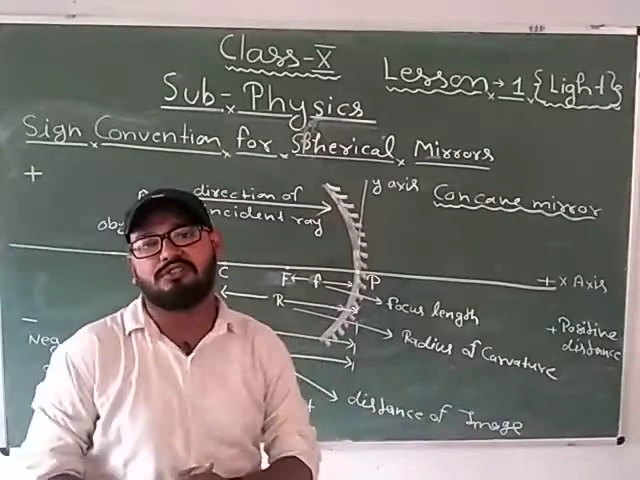 Class-X
Sub-Physics
Lesson → 1 {Light}
Sign Convention for Spherical Mirrors
+
direction of
incident ray
y axis
Concave mirror
C
F
f
P
+ x Axis
R
focus length
Radius of Carvature
+ Positive
distance
-
distance of Image
+